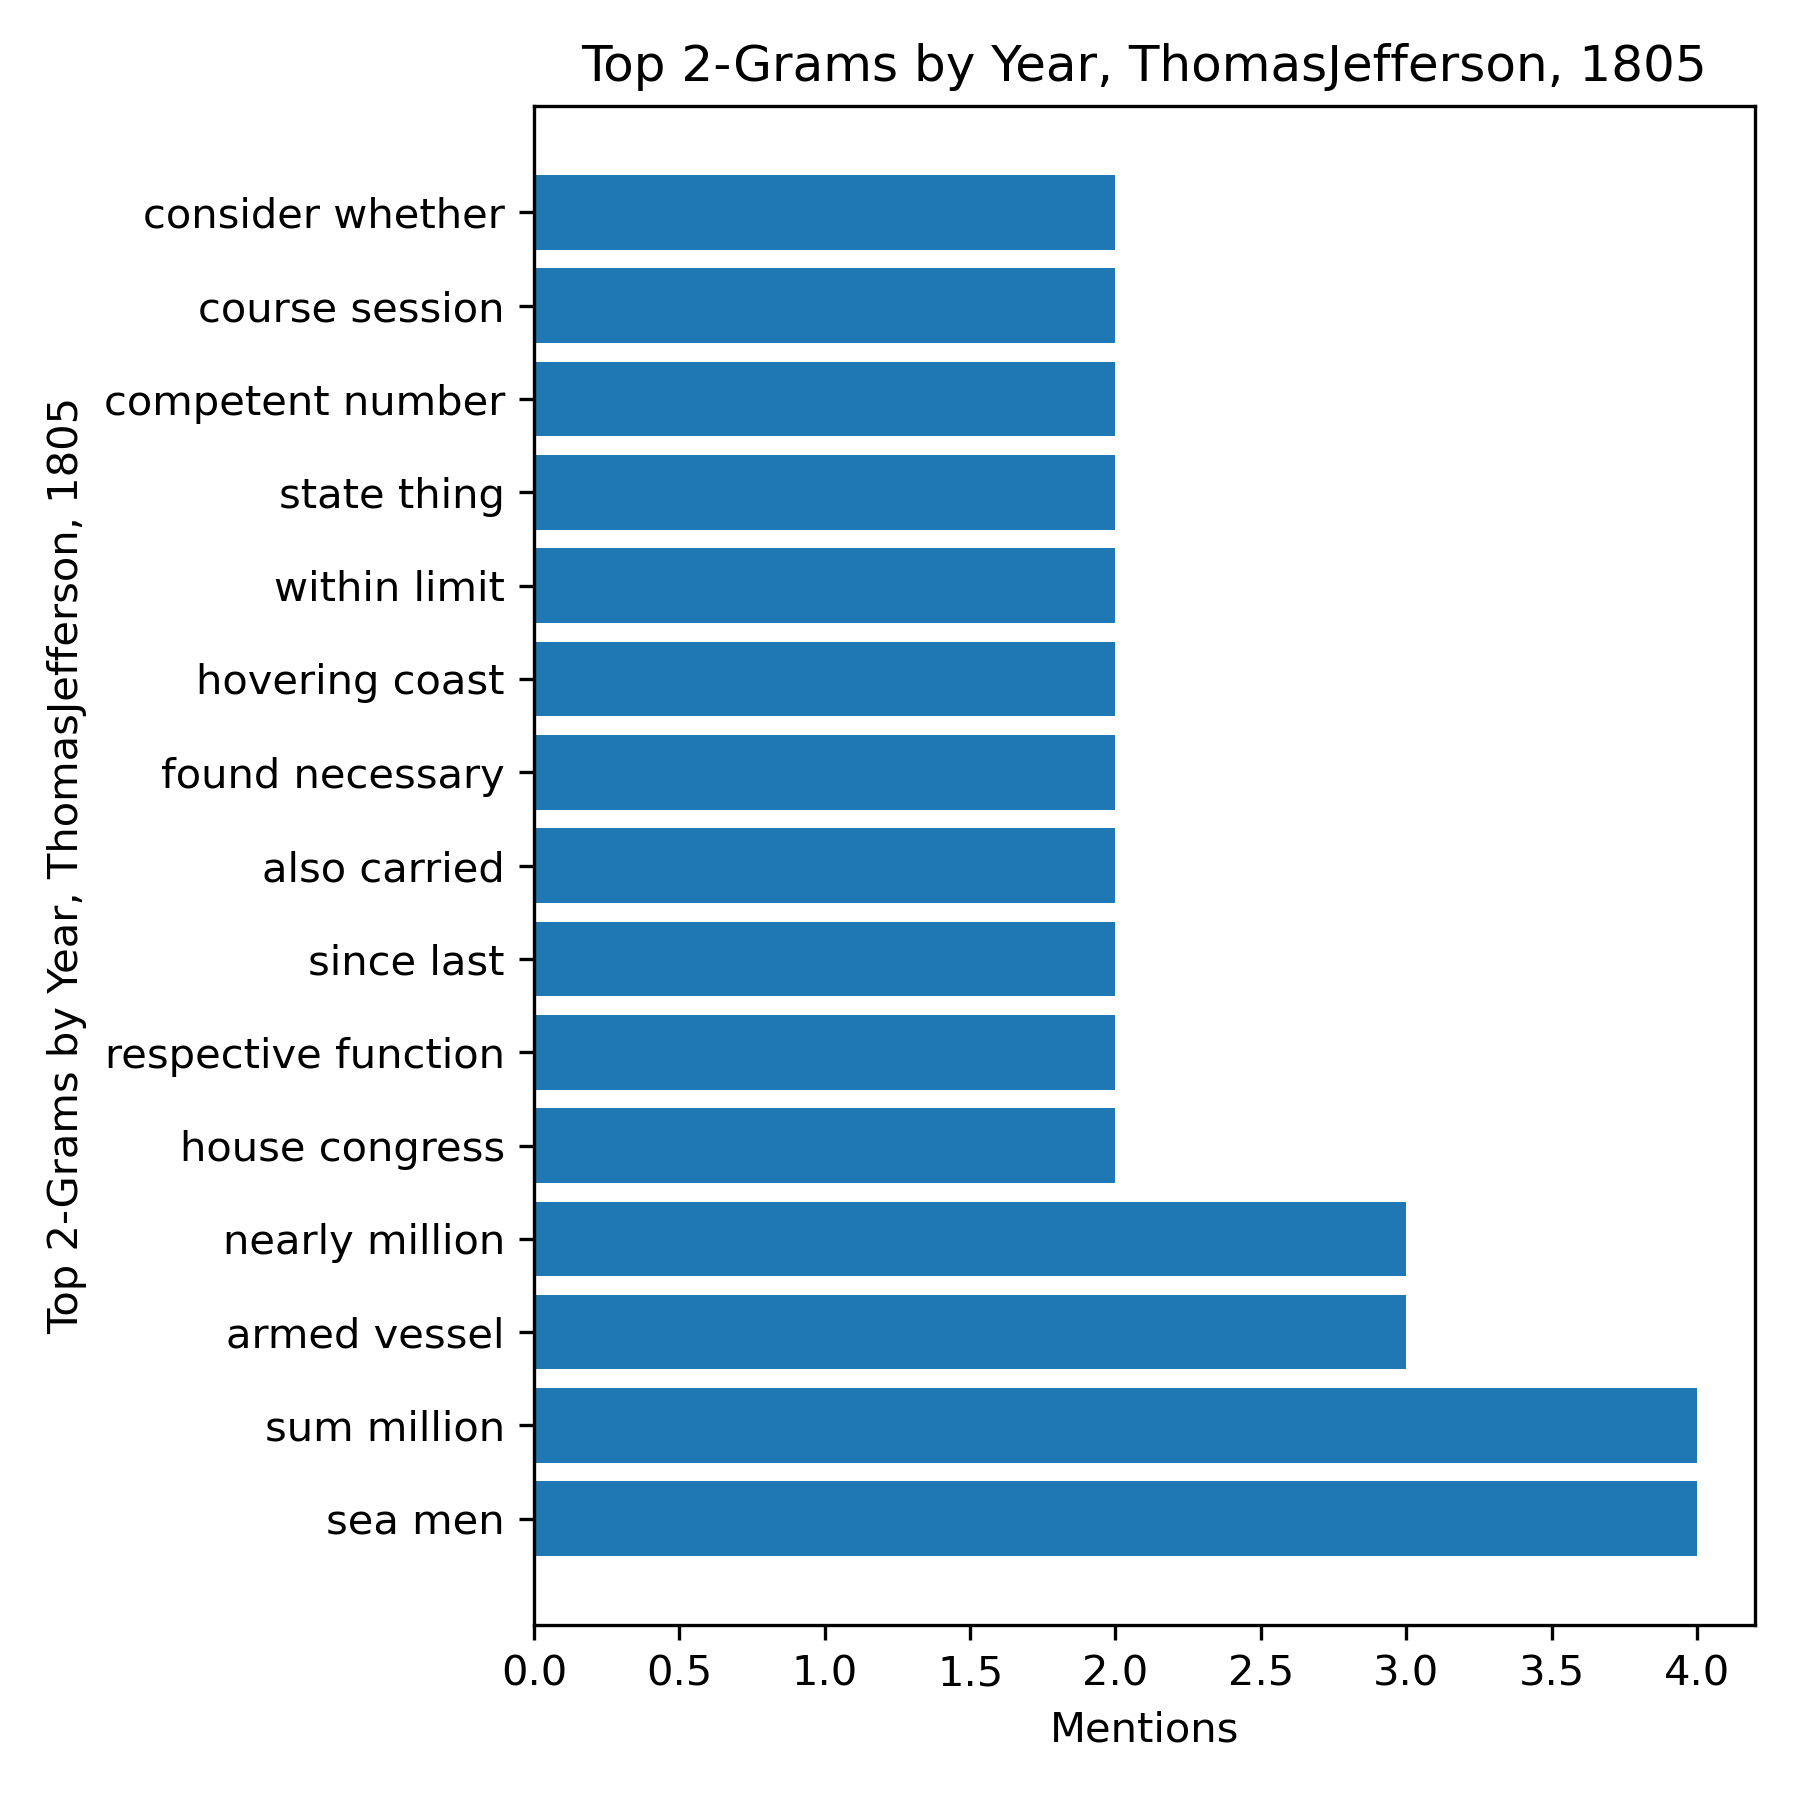 Top 2-Grams by Year, ThomasJefferson, 1805
Top 2-Grams by Year, ThomasJefferson, 1805
consider whether
course session
competent number
state thing
within limit
hovering coast
found necessary
also carried
since last
respective function
house congress
nearly million
armed vessel
sum million
sea men
0.0 0.5 1.0 1.5 2.0 2.5 3.0 3.5 4.0
Mentions